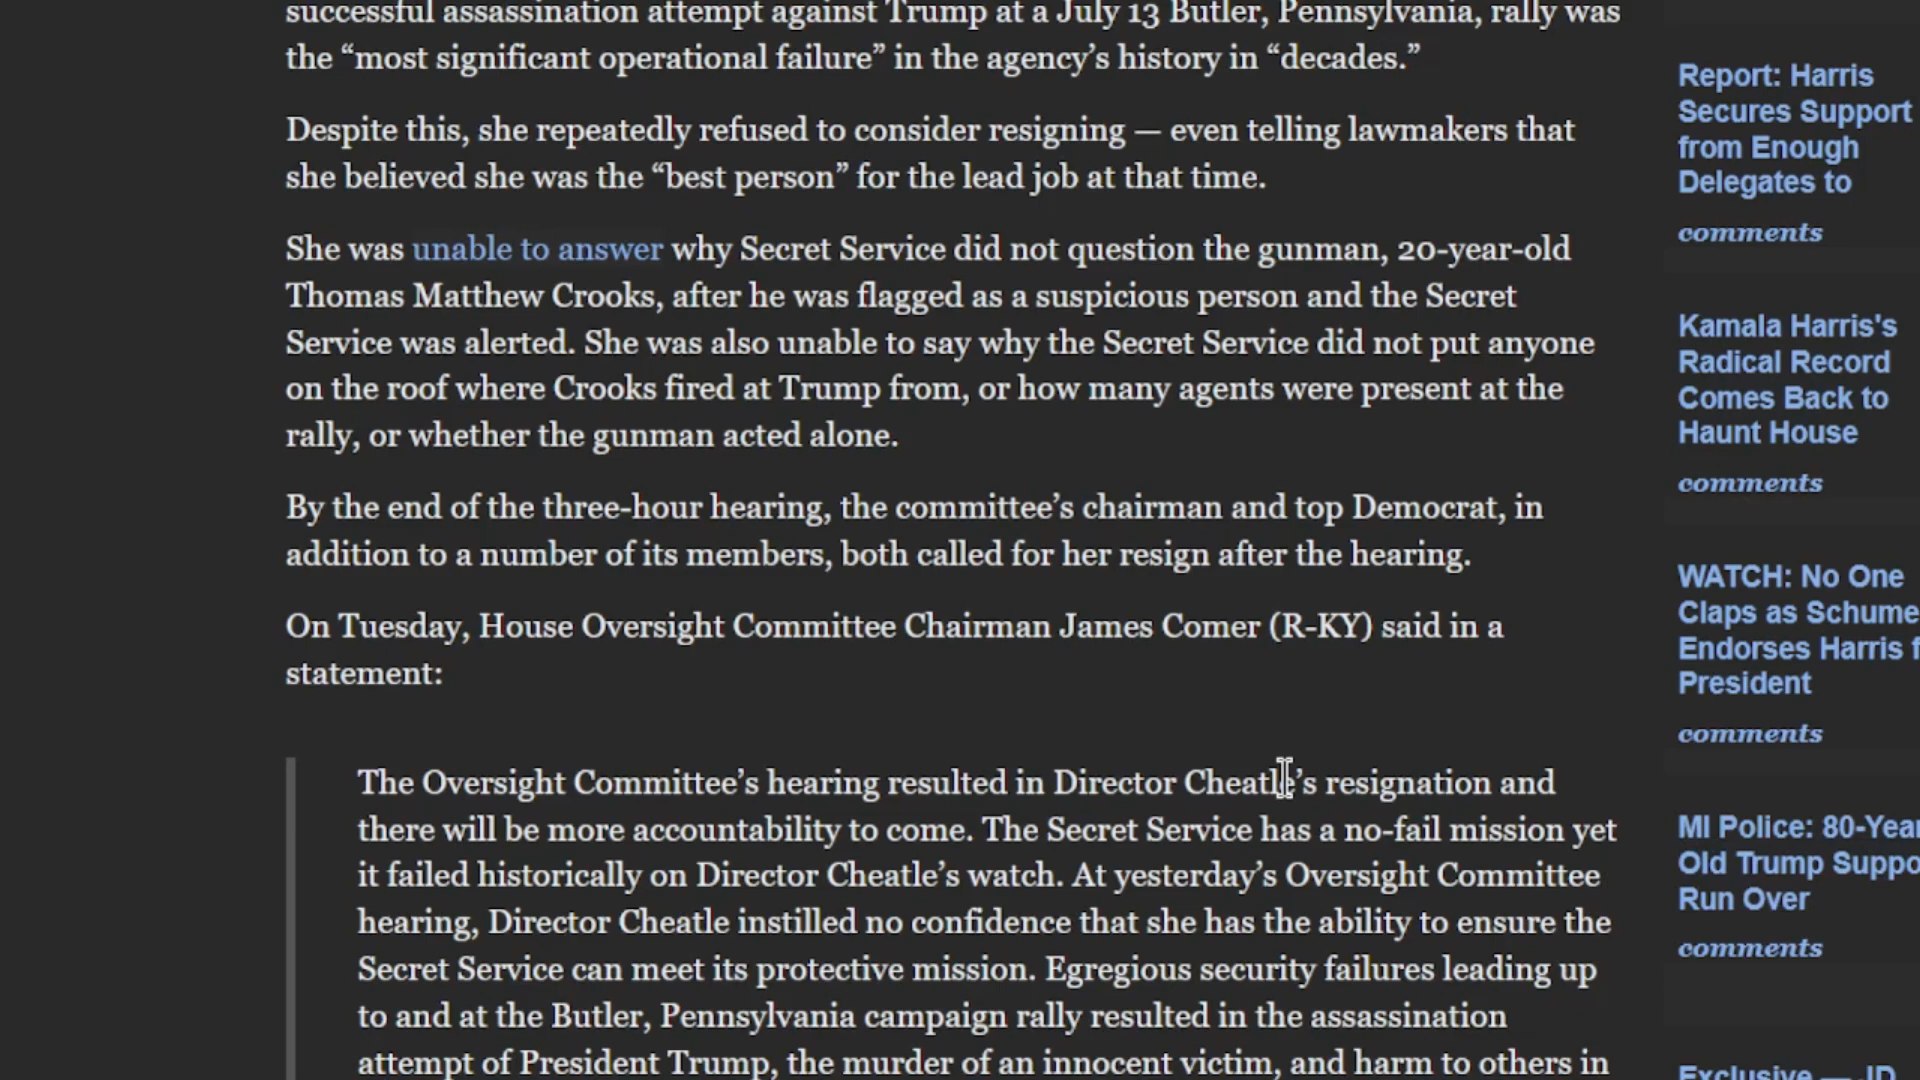 successful assassination attempt against Trump at a July 13 Butler, Pennsylvania, rally was
the “most significant operational failure” in the agency’s history in “decades.”
Despite this, she repeatedly refused to consider resigning — even telling lawmakers that
she believed she was the “best person” for the lead job at that time.
She was unable to answer why Secret Service did not question the gunman, 20-year-old
Thomas Matthew Crooks, after he was flagged as a suspicious person and the Secret
Service was alerted. She was also unable to say why the Secret Service did not put anyone
on the roof where Crooks fired at Trump from, or how many agents were present at the
rally, or whether the gunman acted alone.
By the end of the three-hour hearing, the committee’s chairman and top Democrat, in
addition to a number of its members, both called for her resign after the hearing.
On Tuesday, House Oversight Committee Chairman James Comer (R-KY) said in a
statement:
The Oversight Committee’s hearing resulted in Director Cheatle’s resignation and
there will be more accountability to come. The Secret Service has a no-fail mission yet
it failed historically on Director Cheatle’s watch. At yesterday’s Oversight Committee
hearing, Director Cheatle instilled no confidence that she has the ability to ensure the
Secret Service can meet its protective mission. Egregious security failures leading up
to and at the Butler, Pennsylvania campaign rally resulted in the assassination
attempt of President Trump, the murder of an innocent victim, and harm to others in
Report: Harris
Secures Support
from Enough
Delegates to
comments
Kamala Harris's
Radical Record
Comes Back to
Haunt House
comments
WATCH: No One
Claps as Schume
Endorses Harris f
President
comments
MI Police: 80-Year
Old Trump Suppo
Run Over
comments
Exclusive — JD